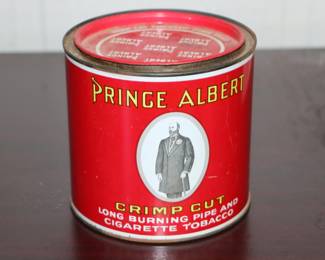 PRINCE ALBERT
CRIMP CUT
LONG BURNING PIPE AND
CIGARETTE TOBACCO